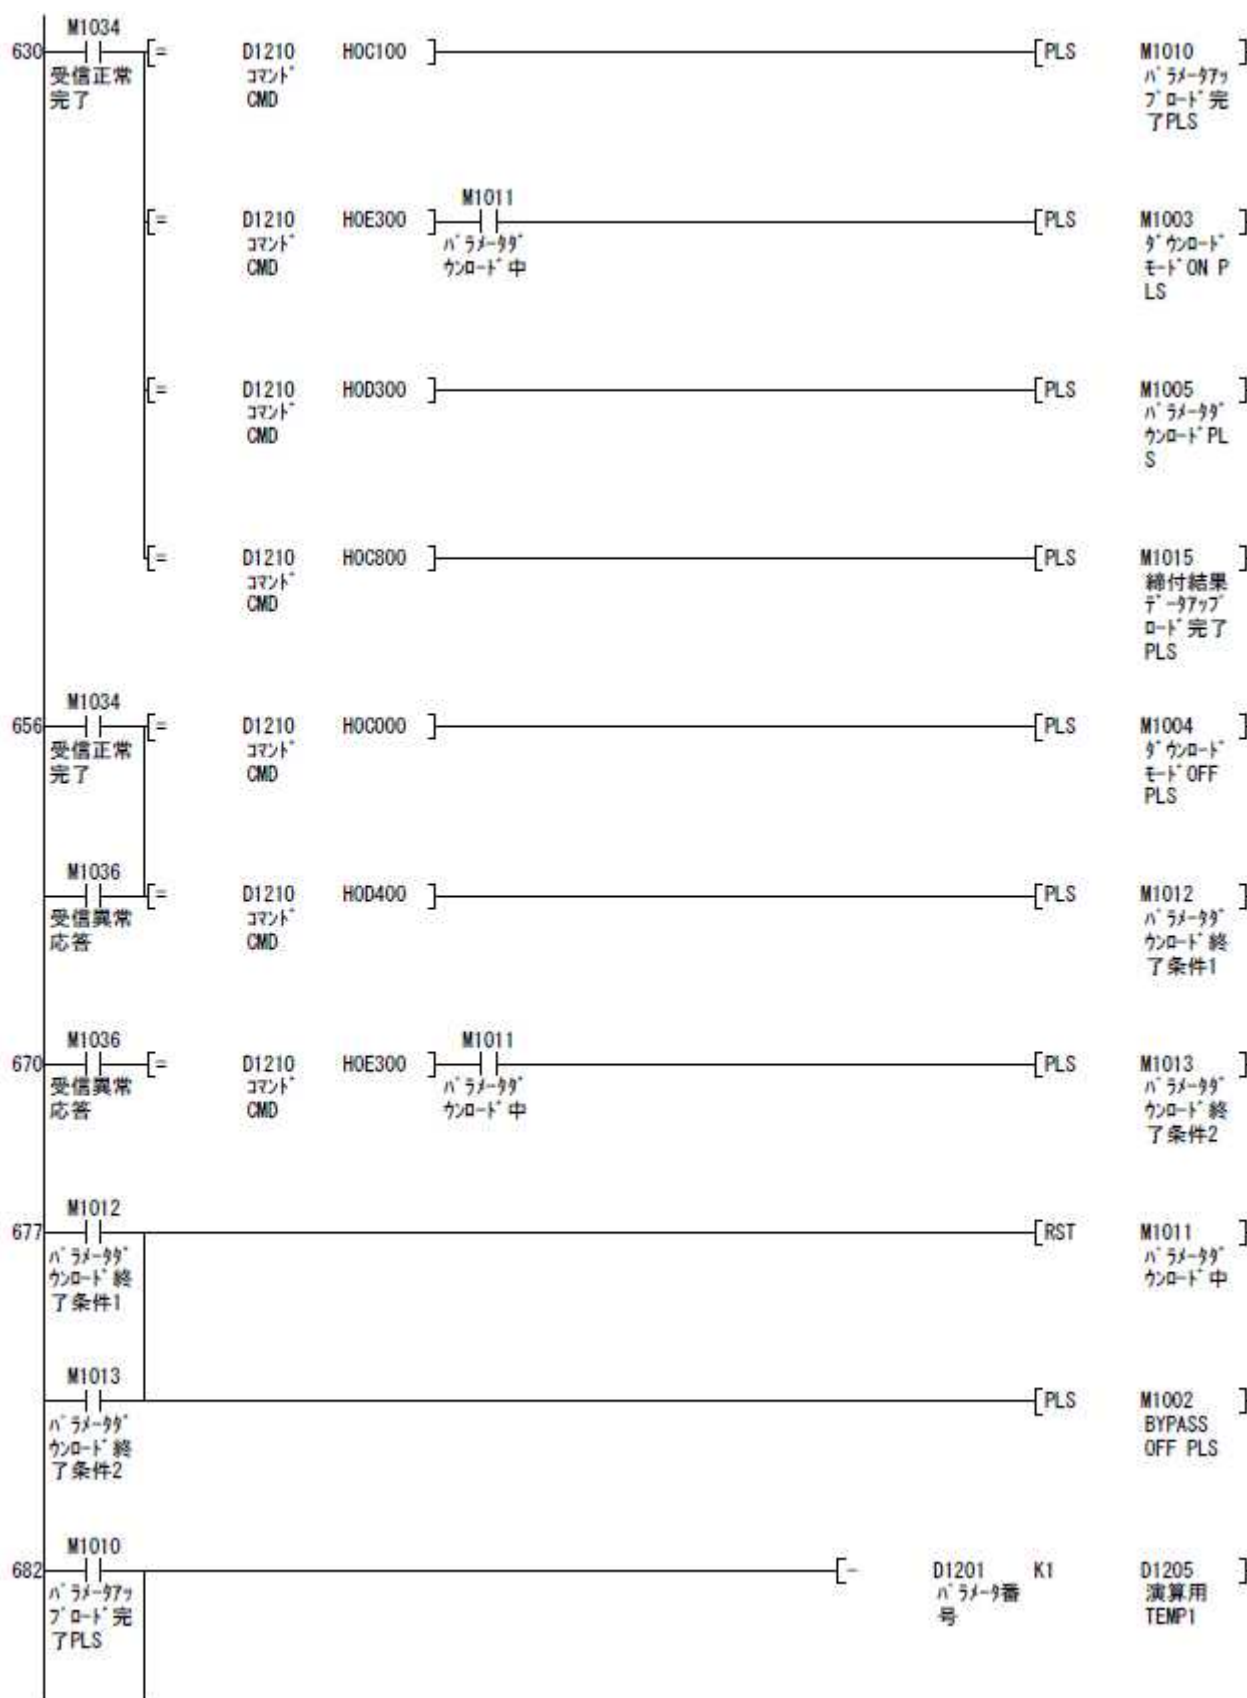 M1034
630 [= D1210 H0C100 ] [PLS M1010 ]
受信正常 コマンド パラメータアッ
完了 CMD プロード完
了PLS
M1011
[= D1210 H0E300 ] [PLS M1003 ]
コマンド パラメータダ ダウンロード
CMD ウンロード中 モードON P
LS
[= D1210 H0D300 ] [PLS M1005 ]
コマンド パラメータダ
CMD ウンロードPL
S
[= D1210 H0C800 ] [PLS M1015 ]
コマンド 締付結果
CMD データアップ
ロード完了
PLS
M1034
656 [= D1210 H0C000 ] [PLS M1004 ]
受信正常 コマンド ダウンロード
完了 CMD モードOFF
PLS
M1036
[= D1210 H0D400 ] [PLS M1012 ]
受信異常 コマンド パラメータダ
応答 CMD ウンロード終
了条件1
M1036 M1011
670 [= D1210 H0E300 ] [PLS M1013 ]
受信異常 コマンド パラメータダ パラメータダ
応答 CMD ウンロード中 ウンロード終
了条件2
M1012
677 [RST M1011 ]
パラメータダ パラメータダ
ウンロード終 ウンロード中
了条件1
M1013
[PLS M1002 ]
パラメータダ BYPASS
ウンロード終 OFF PLS
了条件2
M1010
682 [- D1201 K1 D1205 ]
パラメータアッ パラメータ番 演算用
プロード完 号 TEMP1
了PLS